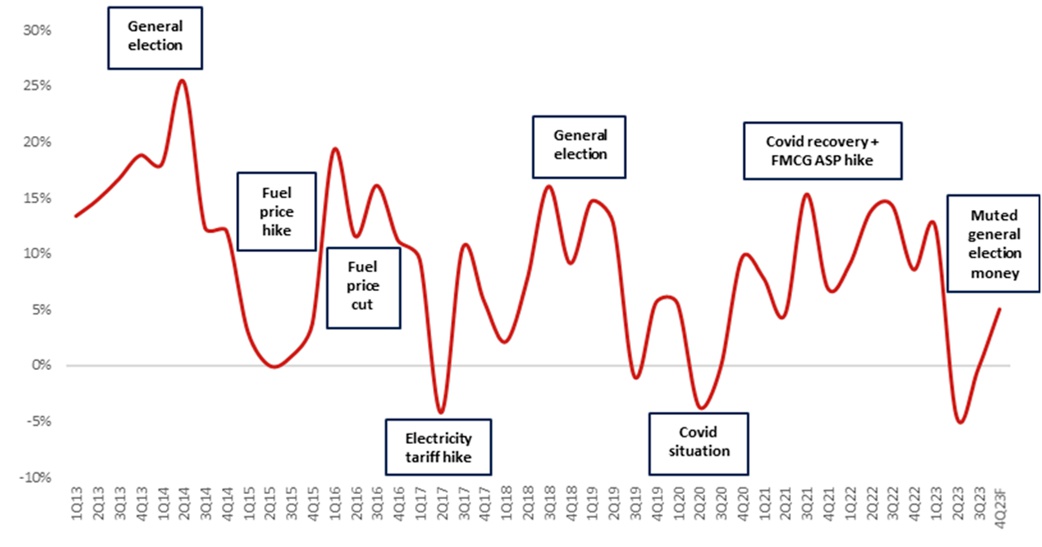 30%
25%
20%
15%
10%
5%
0%
-5%
-10%
General
election
Fuel
price
hike
Fuel
price
cut
Electricity
tariff hike
General
election
Covid
situation
Covid recovery +
FMCG ASP hike
Muted
general
election
money
1Q13
2Q13
3Q13
4Q13
1Q14
2Q14
3Q14
4Q14
1Q15
2Q15
3Q15
4Q15
1Q16
2Q16
3Q16
4Q16
1Q17
2Q17
3Q17
4Q17
1Q18
2Q18
3Q18
4Q18
1Q19
2Q19
3Q19
4Q19
1Q20
2Q20
3Q20
4Q20
1Q21
2Q21
3Q21
4Q21
1Q22
2Q22
3Q22
4Q22
1Q23
2Q23
3Q23
4Q23F